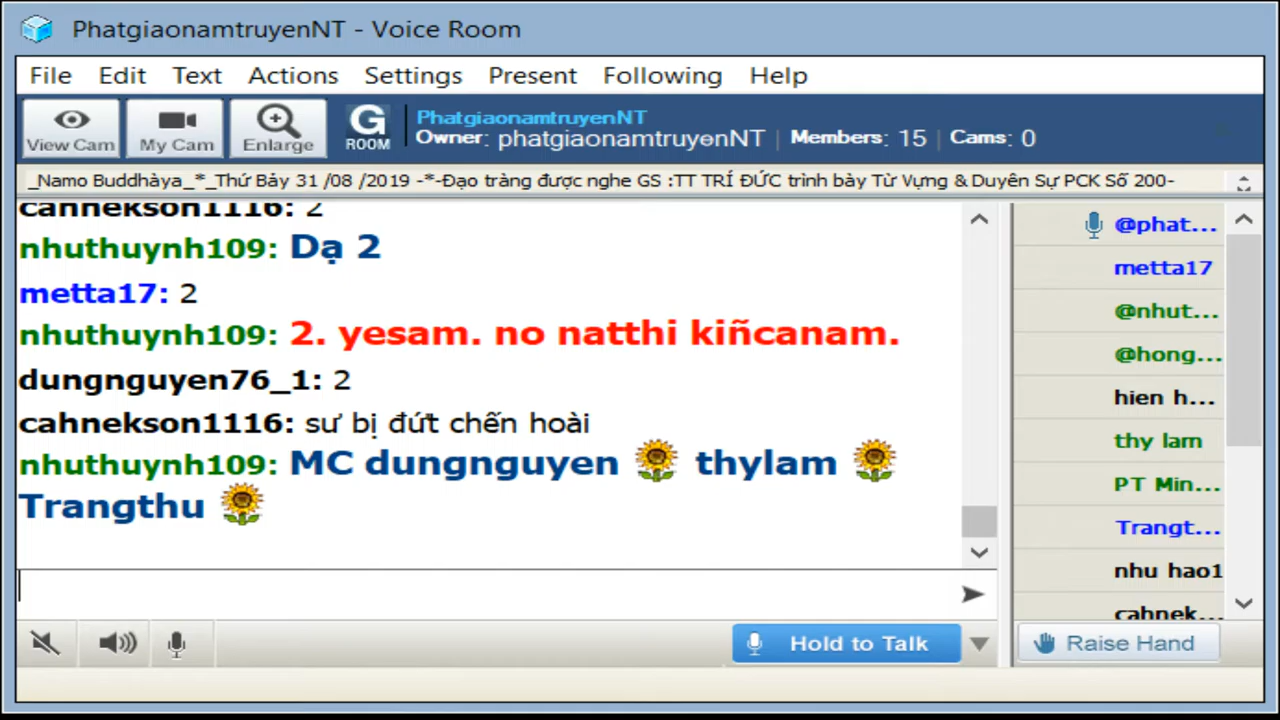 PhatgiaonamtruyenNT - Voice Room
File Edit Text Actions Settings Present Following Help
View Cam My Cam Enlarge G ROOM
PhatgiaonamtruyenNT
Owner: phatgiaonamtruyenNT | Members: 15 | Cams: 0
_Namo Buddhàya_*_Thứ Bảy 31 /08 /2019 -*-Đạo tràng được nghe GS :TT TRÍ ĐỨC trình bày Từ Vựng & Duyên Sự PCK Số 200-
cahnekson1116: 2
nhuthuynh109: Dạ 2
metta17: 2
nhuthuynh109: 2. yesam. no natthi kiñcanam.
dungnguyen76_1: 2
cahnekson1116: sư bị đứt chến hoài
nhuthuynh109: MC dungnguyen 🌻 thylam 🌻
Trangthu 🌻
@phat...
metta17
@nhut...
@hong...
hien h...
thy lam
PT Min...
Trangt...
nhu hao1
cahnek...
Hold to Talk
Raise Hand